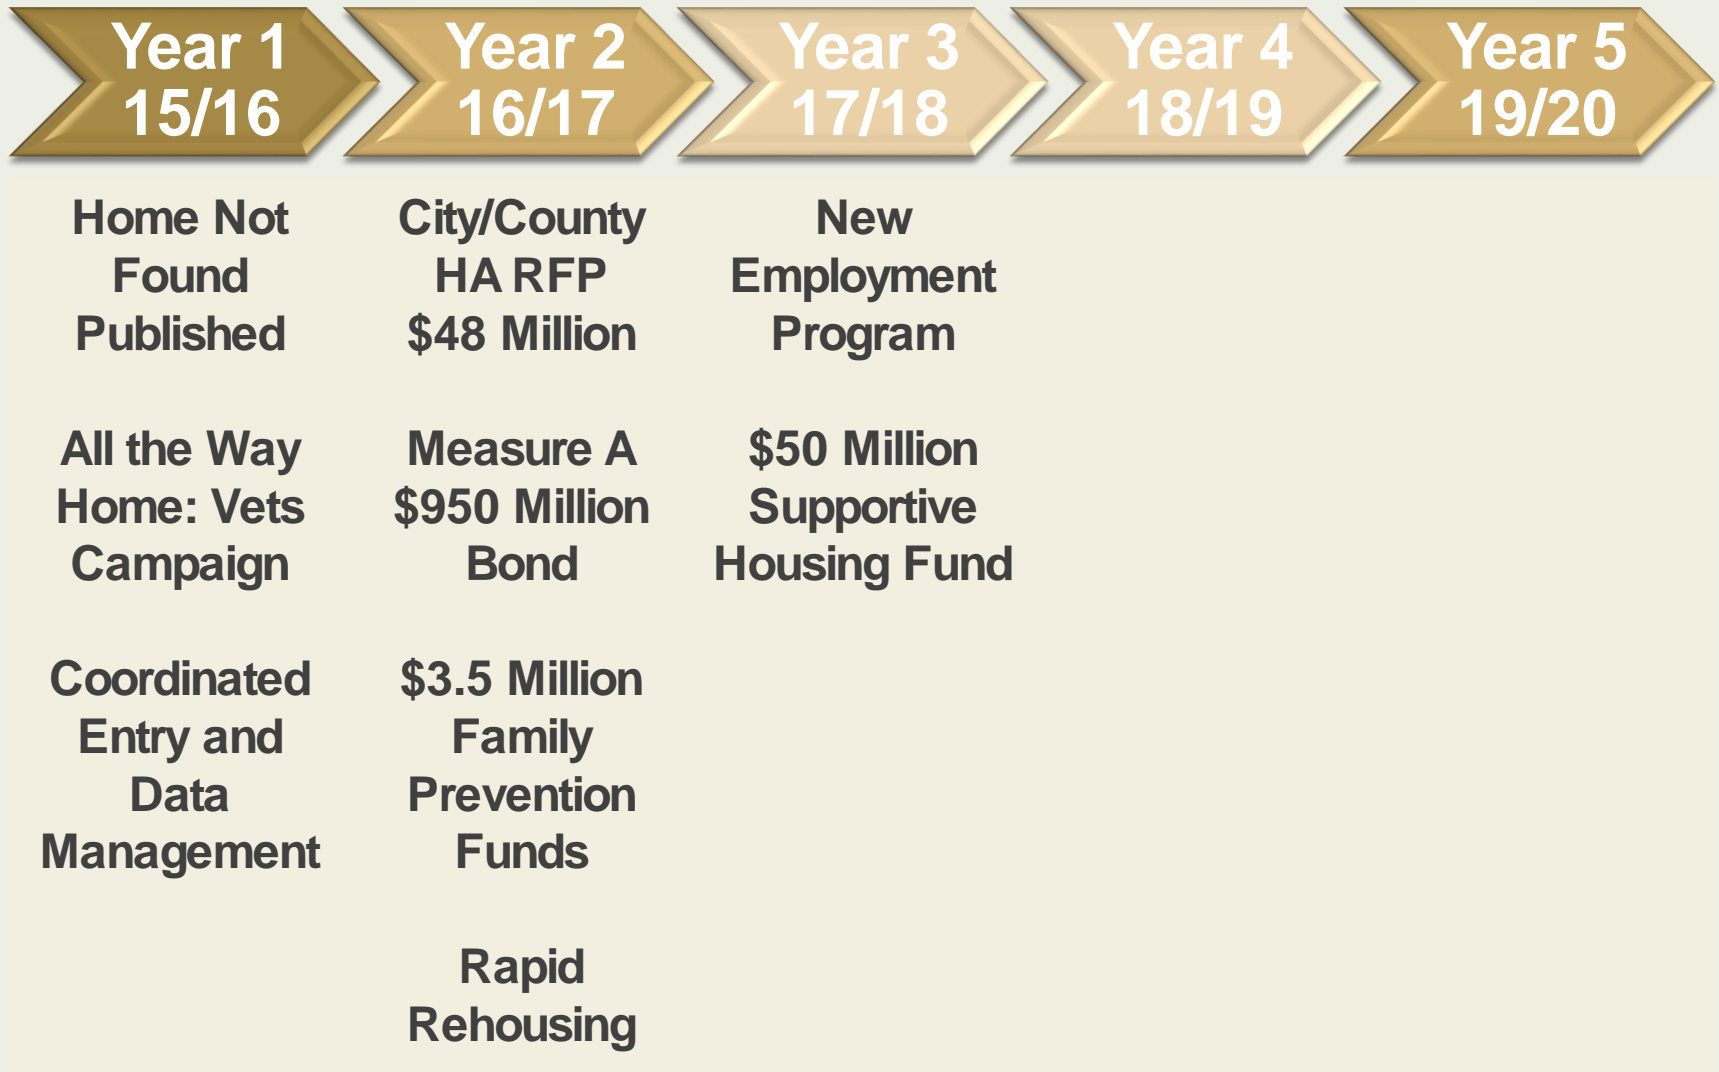 Year 1
15/16
Year 2
16/17
Year 3
17/18
Year 4
18/19
Year 5
19/20
Home Not
Found
Published
All the Way
Home: Vets
Campaign
Coordinated
Entry and
Data
Management
City/County
HA RFP
$48 Million
Measure A
$950 Million
Bond
$3.5 Million
Family
Prevention
Funds
Rapid
Rehousing
New
Employment
Program
$50 Million
Supportive
Housing Fund